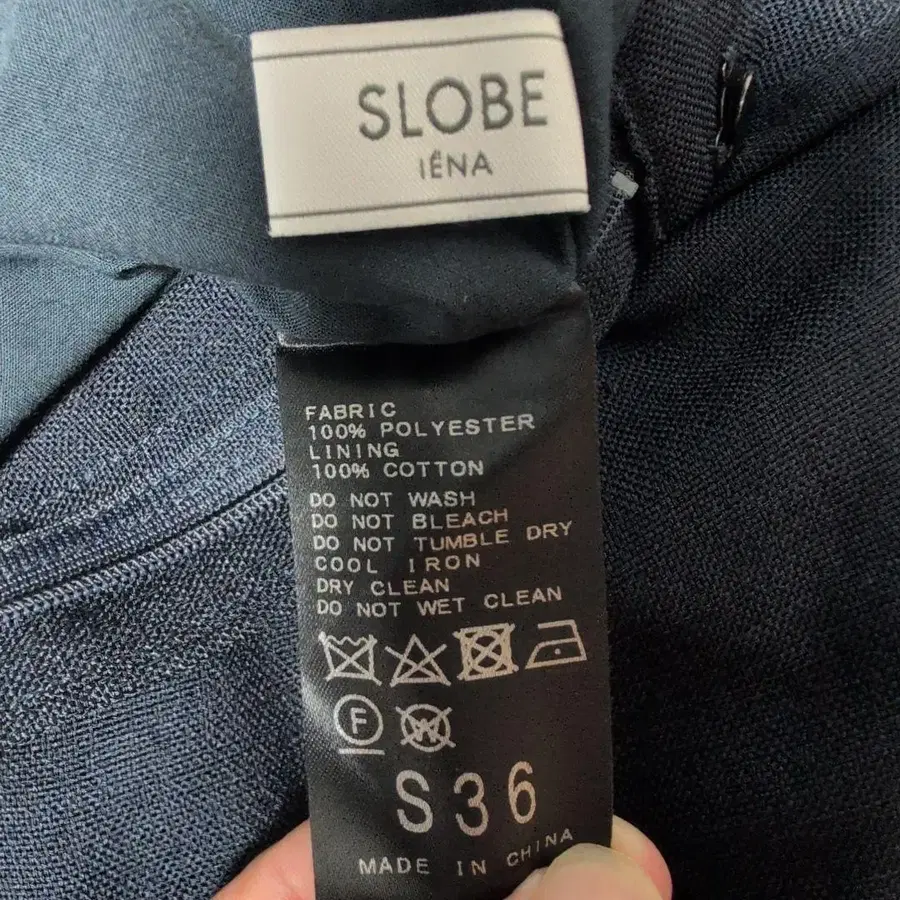 SLOBE
IÉNA
FABRIC
100% POLYESTER
LINING
100% COTTON
DO NOT WASH
DO NOT BLEACH
DO NOT TUMBLE DRY
COOL IRON
DRY CLEAN
DO NOT WET CLEAN
F W
S 36
MADE IN CHINA